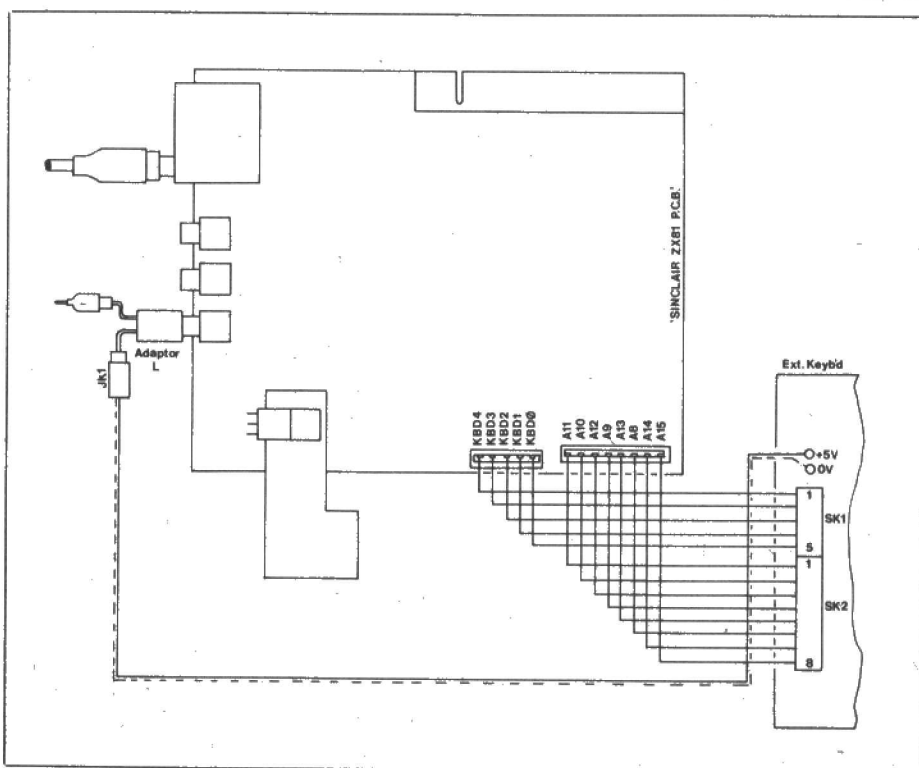 'SINCLAIR ZX81 P.C.B.'
Adaptor
L
JK1
Ext. Keyb'd
KBD4
KBD3
KBD2
KBD1
KBDØ
A11
A10
A12
A9
A13
A8
A14
A15
+5V
0V
1
SK1
5
1
SK2
8